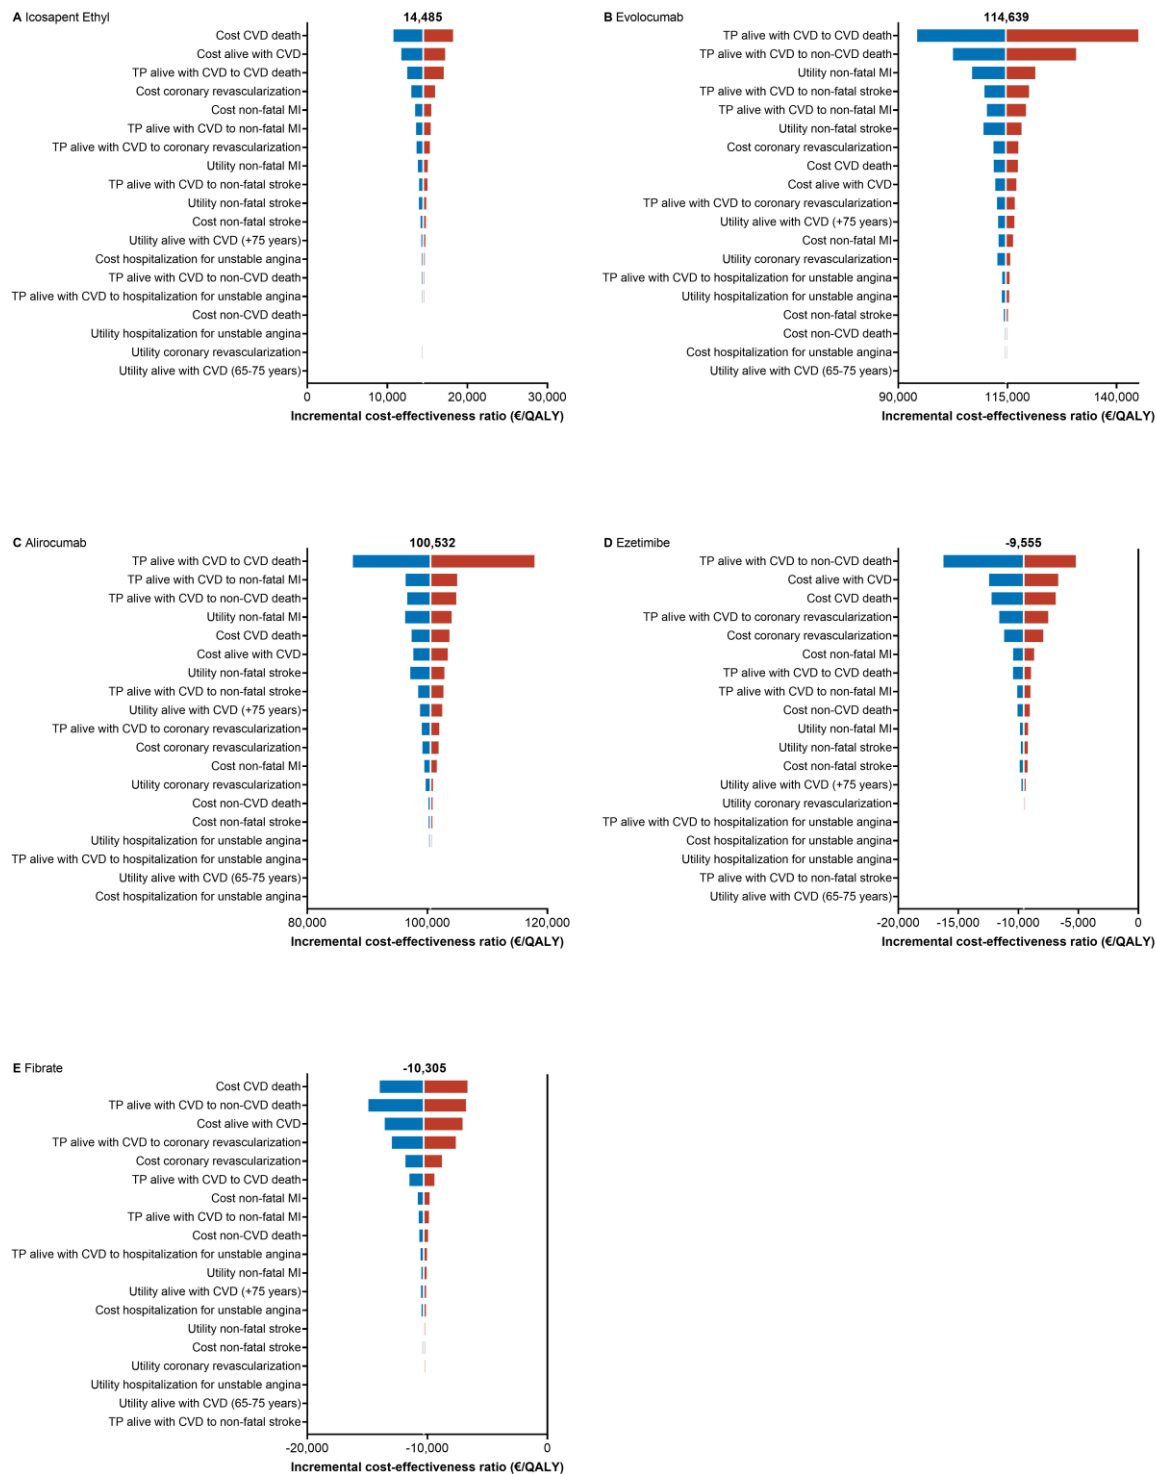 A Icosapent Ethyl
14,485
Cost CVD death
Cost alive with CVD
TP alive with CVD to CVD death
Cost coronary revascularization
Cost non-fatal MI
TP alive with CVD to non-fatal MI
TP alive with CVD to coronary revascularization
Utility non-fatal MI
TP alive with CVD to non-fatal stroke
Utility non-fatal stroke
Cost non-fatal stroke
Utility alive with CVD (+75 years)
Cost hospitalization for unstable angina
TP alive with CVD to non-CVD death
TP alive with CVD to hospitalization for unstable angina
Cost non-CVD death
Utility hospitalization for unstable angina
Utility coronary revascularization
Utility alive with CVD (65-75 years)
0 10,000 20,000 30,000
Incremental cost-effectiveness ratio (€/QALY)
B Evolocumab
114,639
TP alive with CVD to CVD death
TP alive with CVD to non-CVD death
Utility non-fatal MI
TP alive with CVD to non-fatal stroke
TP alive with CVD to non-fatal MI
Utility non-fatal stroke
Cost coronary revascularization
Cost CVD death
Cost alive with CVD
TP alive with CVD to coronary revascularization
Utility alive with CVD (+75 years)
Cost non-fatal MI
Utility coronary revascularization
TP alive with CVD to hospitalization for unstable angina
Utility hospitalization for unstable angina
Cost non-fatal stroke
Cost non-CVD death
Cost hospitalization for unstable angina
Utility alive with CVD (65-75 years)
90,000 115,000 140,000
Incremental cost-effectiveness ratio (€/QALY)
C Alirocumab
100,532
TP alive with CVD to CVD death
TP alive with CVD to non-fatal MI
TP alive with CVD to non-CVD death
Utility non-fatal MI
Cost CVD death
Cost alive with CVD
Utility non-fatal stroke
TP alive with CVD to non-fatal stroke
Utility alive with CVD (+75 years)
TP alive with CVD to coronary revascularization
Cost coronary revascularization
Cost non-fatal MI
Utility coronary revascularization
Cost non-CVD death
Cost non-fatal stroke
Utility hospitalization for unstable angina
TP alive with CVD to hospitalization for unstable angina
Utility alive with CVD (65-75 years)
Cost hospitalization for unstable angina
80,000 100,000 120,000
Incremental cost-effectiveness ratio (€/QALY)
D Ezetimibe
-9,555
TP alive with CVD to non-CVD death
Cost alive with CVD
Cost CVD death
TP alive with CVD to coronary revascularization
Cost coronary revascularization
Cost non-fatal MI
TP alive with CVD to CVD death
TP alive with CVD to non-fatal MI
Cost non-CVD death
Utility non-fatal MI
Utility non-fatal stroke
Cost non-fatal stroke
Utility alive with CVD (+75 years)
Utility coronary revascularization
TP alive with CVD to hospitalization for unstable angina
Cost hospitalization for unstable angina
Utility hospitalization for unstable angina
TP alive with CVD to non-fatal stroke
Utility alive with CVD (65-75 years)
-20,000 -15,000 -10,000 -5,000 0
Incremental cost-effectiveness ratio (€/QALY)
E Fibrate
-10,305
Cost CVD death
TP alive with CVD to non-CVD death
Cost alive with CVD
TP alive with CVD to coronary revascularization
Cost coronary revascularization
TP alive with CVD to CVD death
Cost non-fatal MI
TP alive with CVD to non-fatal MI
Cost non-CVD death
TP alive with CVD to hospitalization for unstable angina
Utility non-fatal MI
Utility alive with CVD (+75 years)
Cost hospitalization for unstable angina
Utility non-fatal stroke
Cost non-fatal stroke
Utility coronary revascularization
Utility hospitalization for unstable angina
Utility alive with CVD (65-75 years)
TP alive with CVD to non-fatal stroke
-20,000 -10,000 0
Incremental cost-effectiveness ratio (€/QALY)